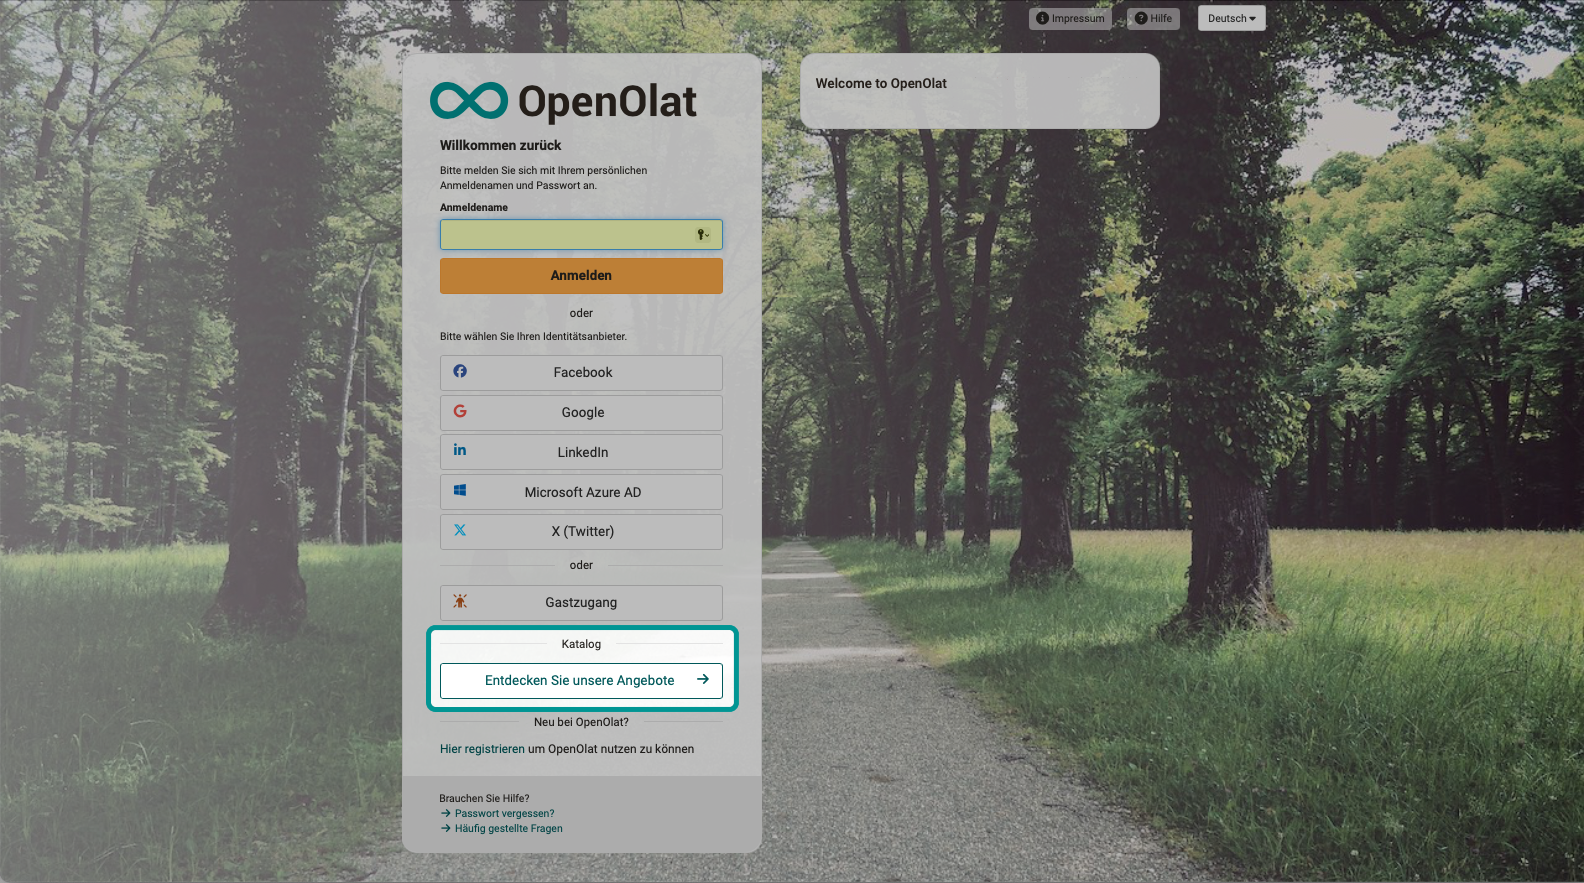 Impressum
Hilfe
Deutsch
OpenOlat
Willkommen zurück
Bitte melden Sie sich mit Ihrem persönlichen
Anmeldenamen und Passwort an.
Anmeldename
Anmelden
oder
Bitte wählen Sie Ihren Identitätsanbieter.
Facebook
Google
LinkedIn
Microsoft Azure AD
X (Twitter)
oder
Gastzugang
Katalog
Entdecken Sie unsere Angebote
Neu bei OpenOlat?
Hier registrieren um OpenOlat nutzen zu können
Brauchen Sie Hilfe?
Passwort vergessen?
Häufig gestellte Fragen
Welcome to OpenOlat